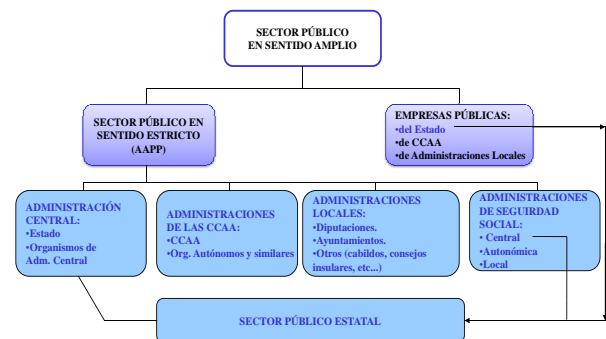 SECTOR PÚBLICO
EN SENTIDO AMPLIO
SECTOR PÚBLICO EN
SENTIDO ESTRICTO
(AAPP)
EMPRESAS PÚBLICAS:
•del Estado
•de CCAA
•de Administraciones Locales
ADMINISTRACIÓN
CENTRAL:
•Estado
•Organismos de
Adm. Central
ADMINISTRACIONES
DE LAS CCAA:
•CCAA
•Org. Autónomos y similares
ADMINISTRACIONES
LOCALES:
•Diputaciones.
•Ayuntamientos.
•Otros (cabildos, consejos
insulares, etc...)
ADMINISTRACIONES
DE SEGUIRDAD
SOCIAL:
• Central
•Autonómica
•Local
SECTOR PÚBLICO ESTATAL